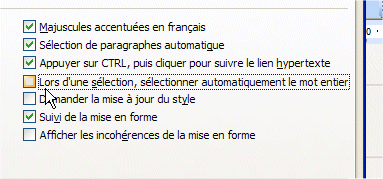 Majuscules accentuées en français
Sélection de paragraphes automatique
Appuyer sur CTRL, puis cliquer pour suivre le lien hypertexte
Lors d'une sélection, sélectionner automatiquement le mot entier
Demander la mise à jour du style
Suivi de la mise en forme
Afficher les incohérences de la mise en forme
0